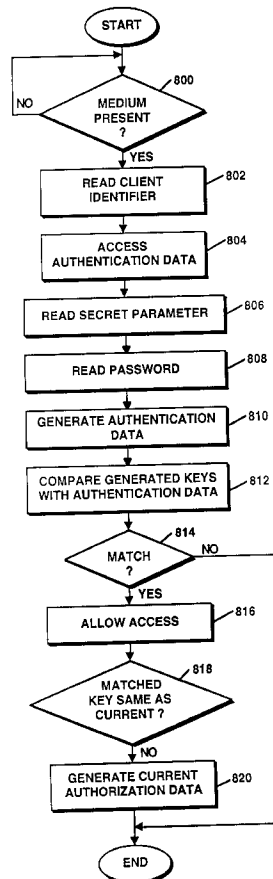 START
800
MEDIUM
PRESENT
?
NO
YES
READ CLIENT
IDENTIFIER
802
ACCESS
AUTHENTICATION DATA
804
READ SECRET PARAMETER
806
READ PASSWORD
808
GENERATE AUTHENTICATION
DATA
810
COMPARE GENERATED KEYS
WITH AUTHENTICATION DATA
812
814
MATCH
?
NO
YES
ALLOW ACCESS
816
818
MATCHED
KEY SAME AS
CURRENT ?
NO
GENERATE CURRENT
AUTHORIZATION DATA
820
END